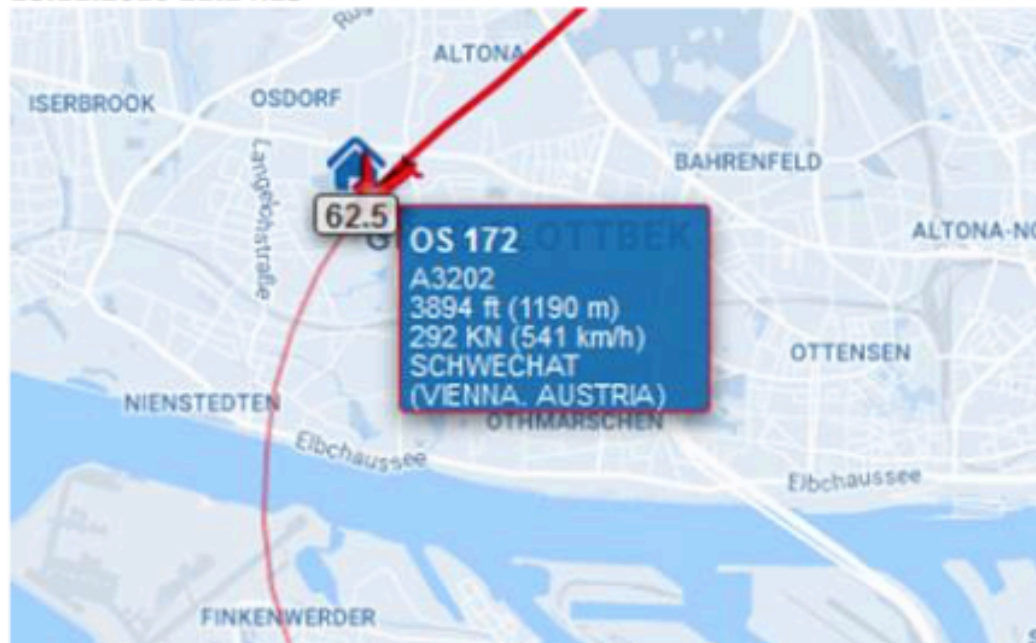 ALTONA
ISERBROOK
OSDORF
BAHRENFELD
62.5
ALTONA-NO
OS 172
A3202
3894 ft (1190 m)
292 KN (541 km/h)
SCHWECHAT
(VIENNA. AUSTRIA)
OTTENSEN
NIENSTEDTEN
OTHMARSCHEN
Elbchaussee
Elbchaussee
FINKENWERDER